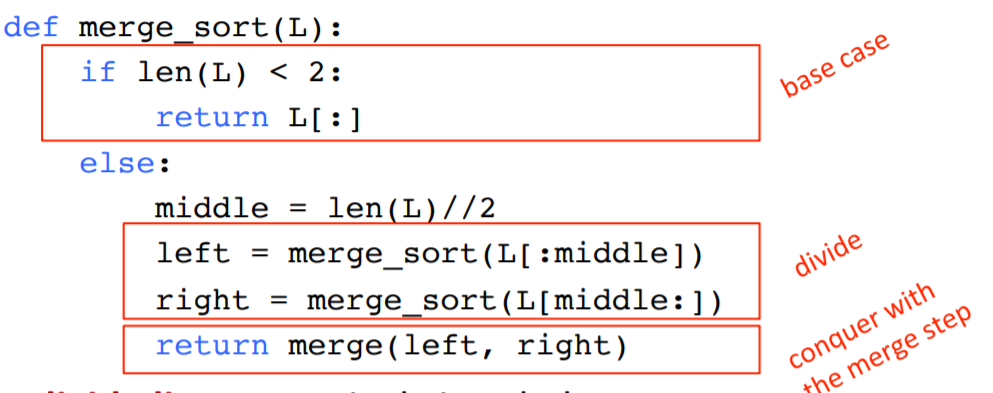 def merge_sort(L):
if len(L) < 2:
return L[:]
base case
else:
middle = len(L)//2
left = merge_sort(L[:middle])
right = merge_sort(L[middle:])
divide
return merge(left, right)
conquer with
the merge step